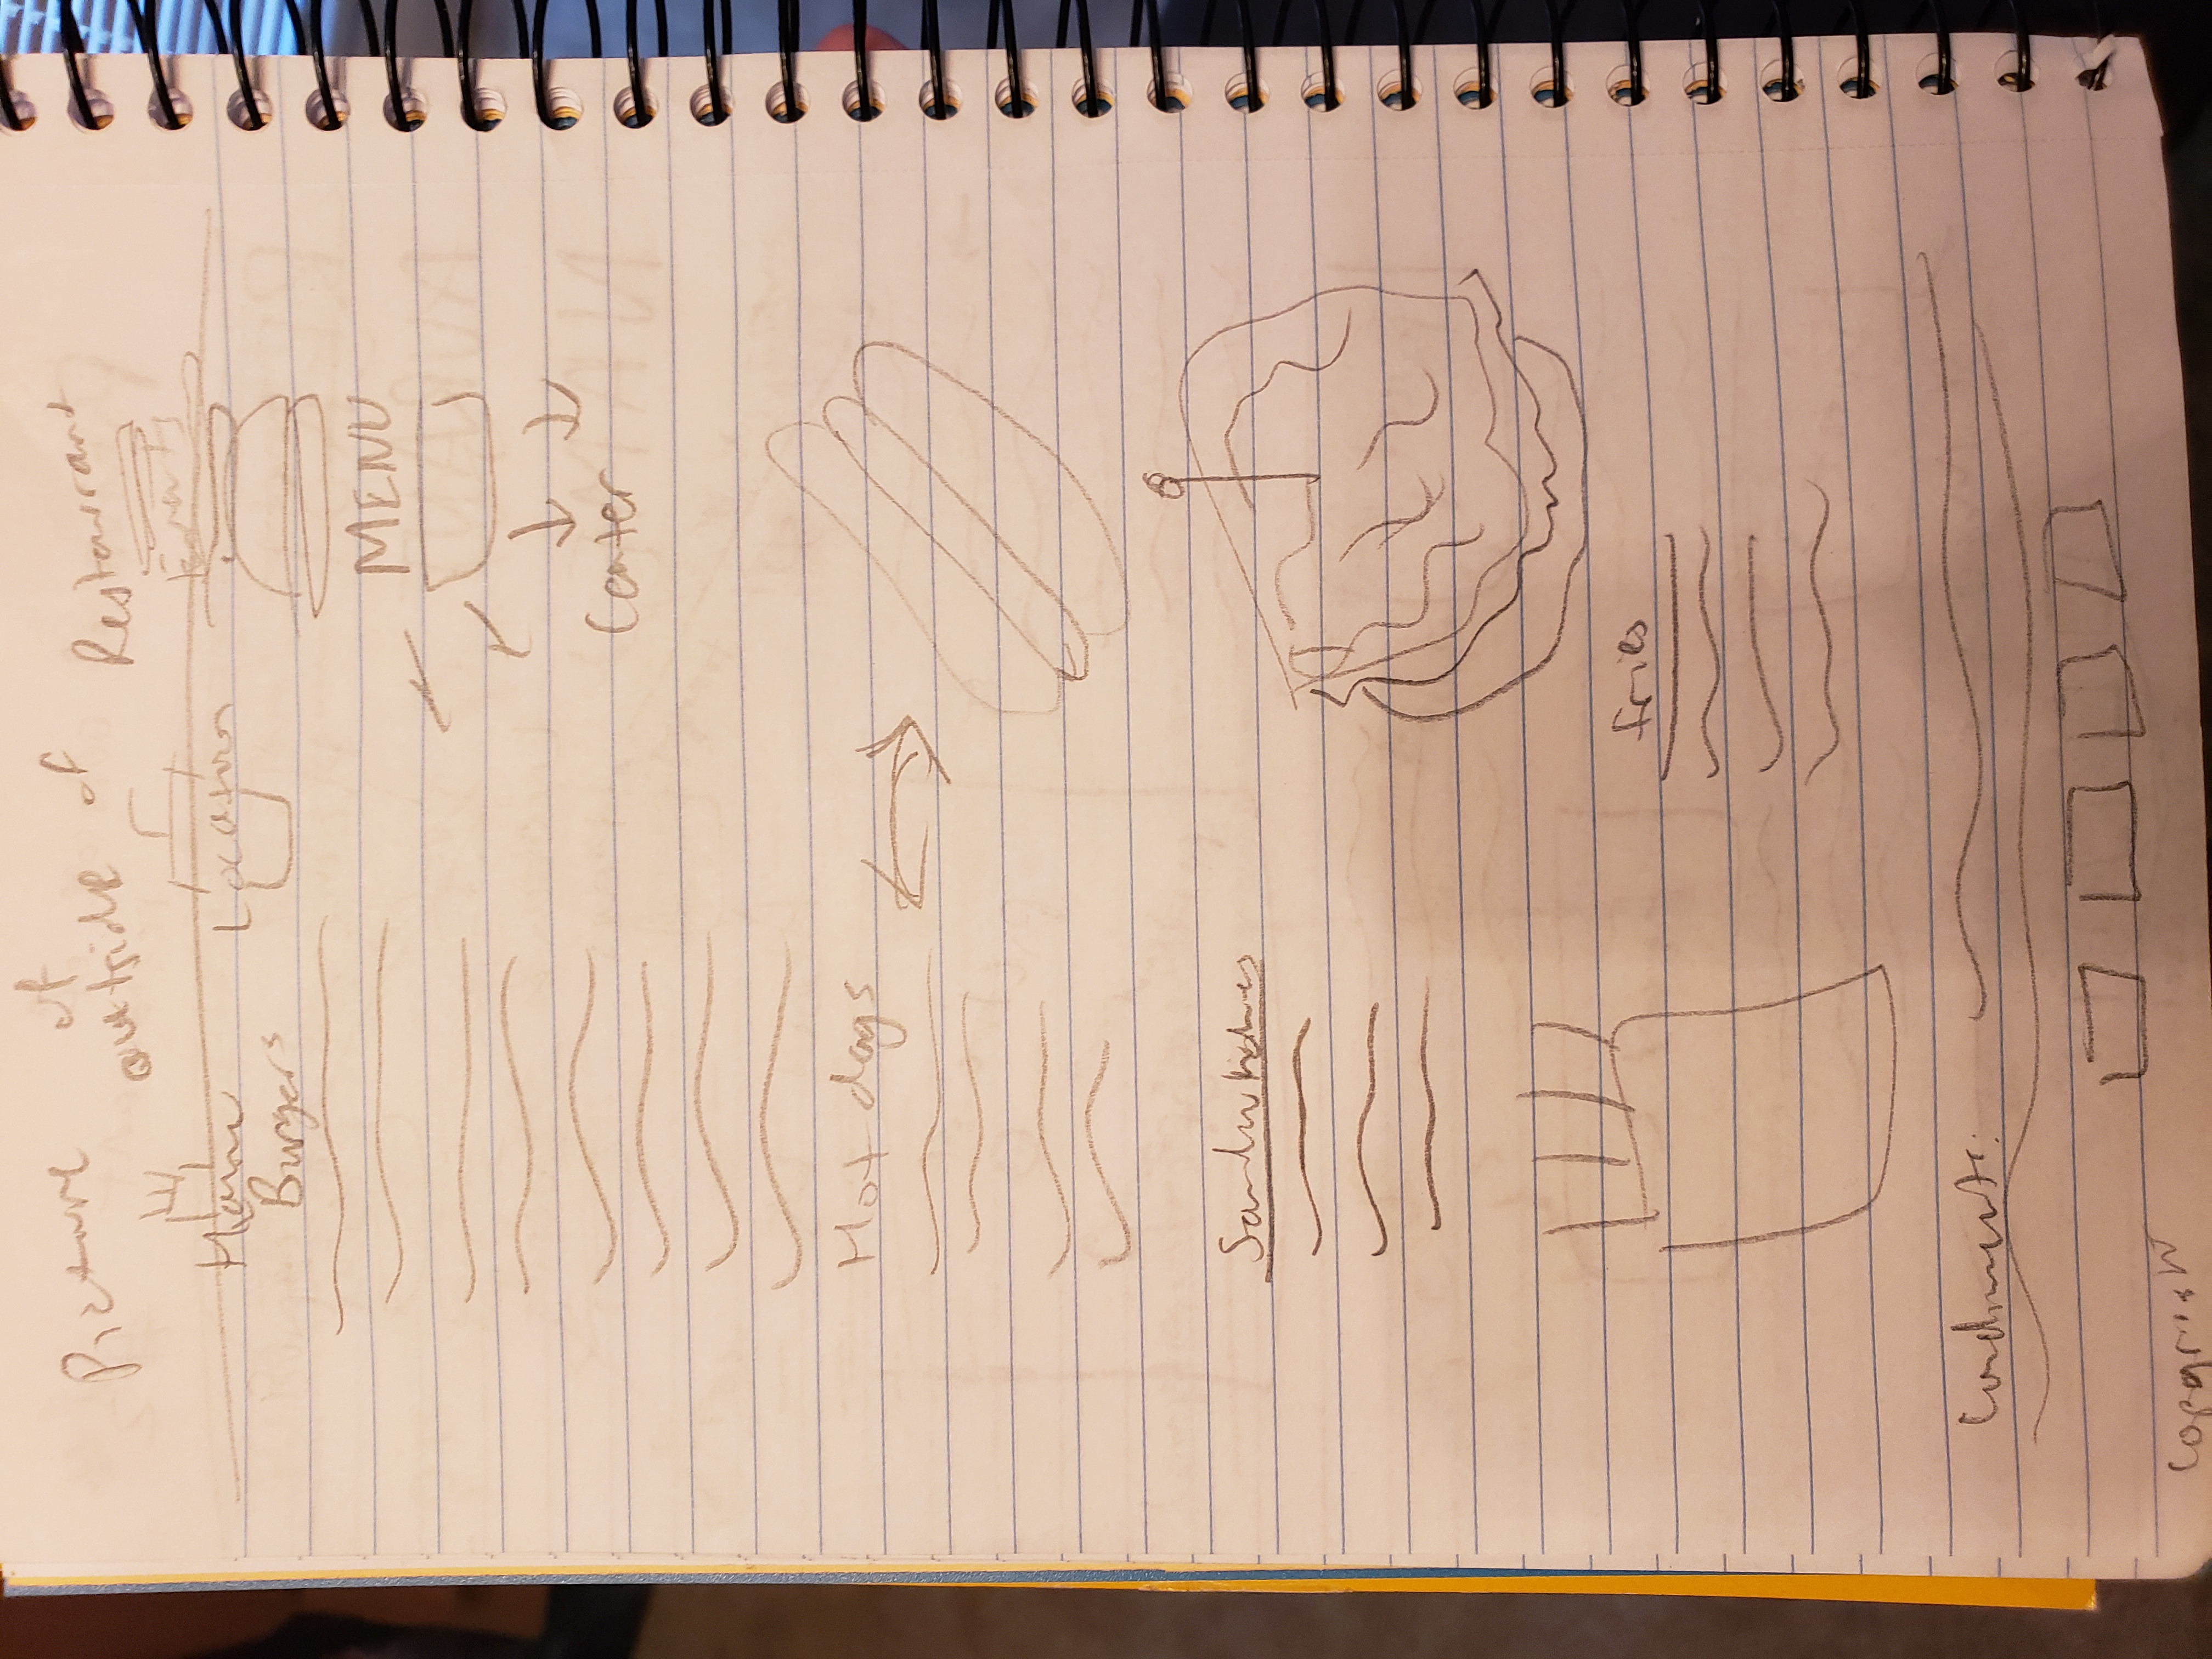 Picture of outside of Restaurant
Home Location Events
Burgers
MENU
Center
Hot dogs
Sandwiches
fries
Condiments:
Copyright